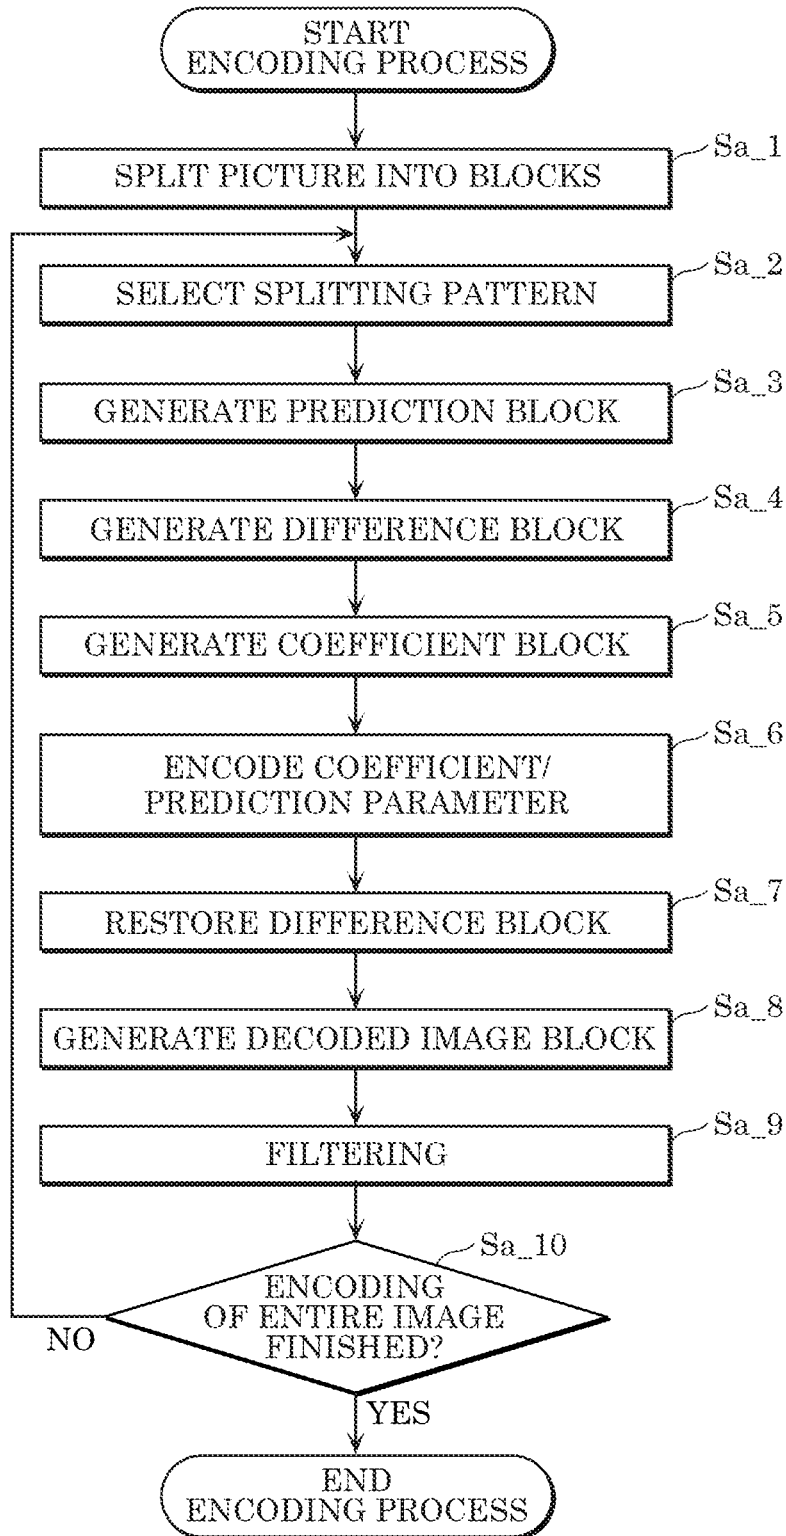 START
ENCODING PROCESS
Sa_1
SPLIT PICTURE INTO BLOCKS
Sa_2
SELECT SPLITTING PATTERN
Sa_3
GENERATE PREDICTION BLOCK
Sa_4
GENERATE DIFFERENCE BLOCK
Sa_5
GENERATE COEFFICIENT BLOCK
Sa_6
ENCODE COEFFICIENT/
PREDICTION PARAMETER
Sa_7
RESTORE DIFFERENCE BLOCK
Sa_8
GENERATE DECODED IMAGE BLOCK
Sa_9
FILTERING
Sa_10
ENCODING
OF ENTIRE IMAGE
FINISHED?
NO
YES
END
ENCODING PROCESS